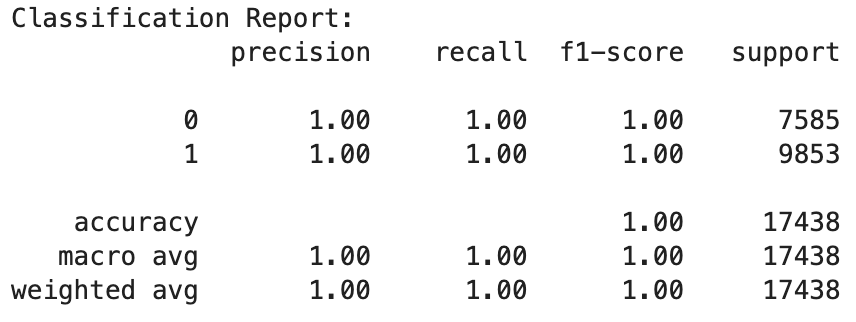 Classification Report:
precision recall f1-score support
0 1.00 1.00 1.00 7585
1 1.00 1.00 1.00 9853
accuracy 1.00 17438
macro avg 1.00 1.00 1.00 17438
weighted avg 1.00 1.00 1.00 17438